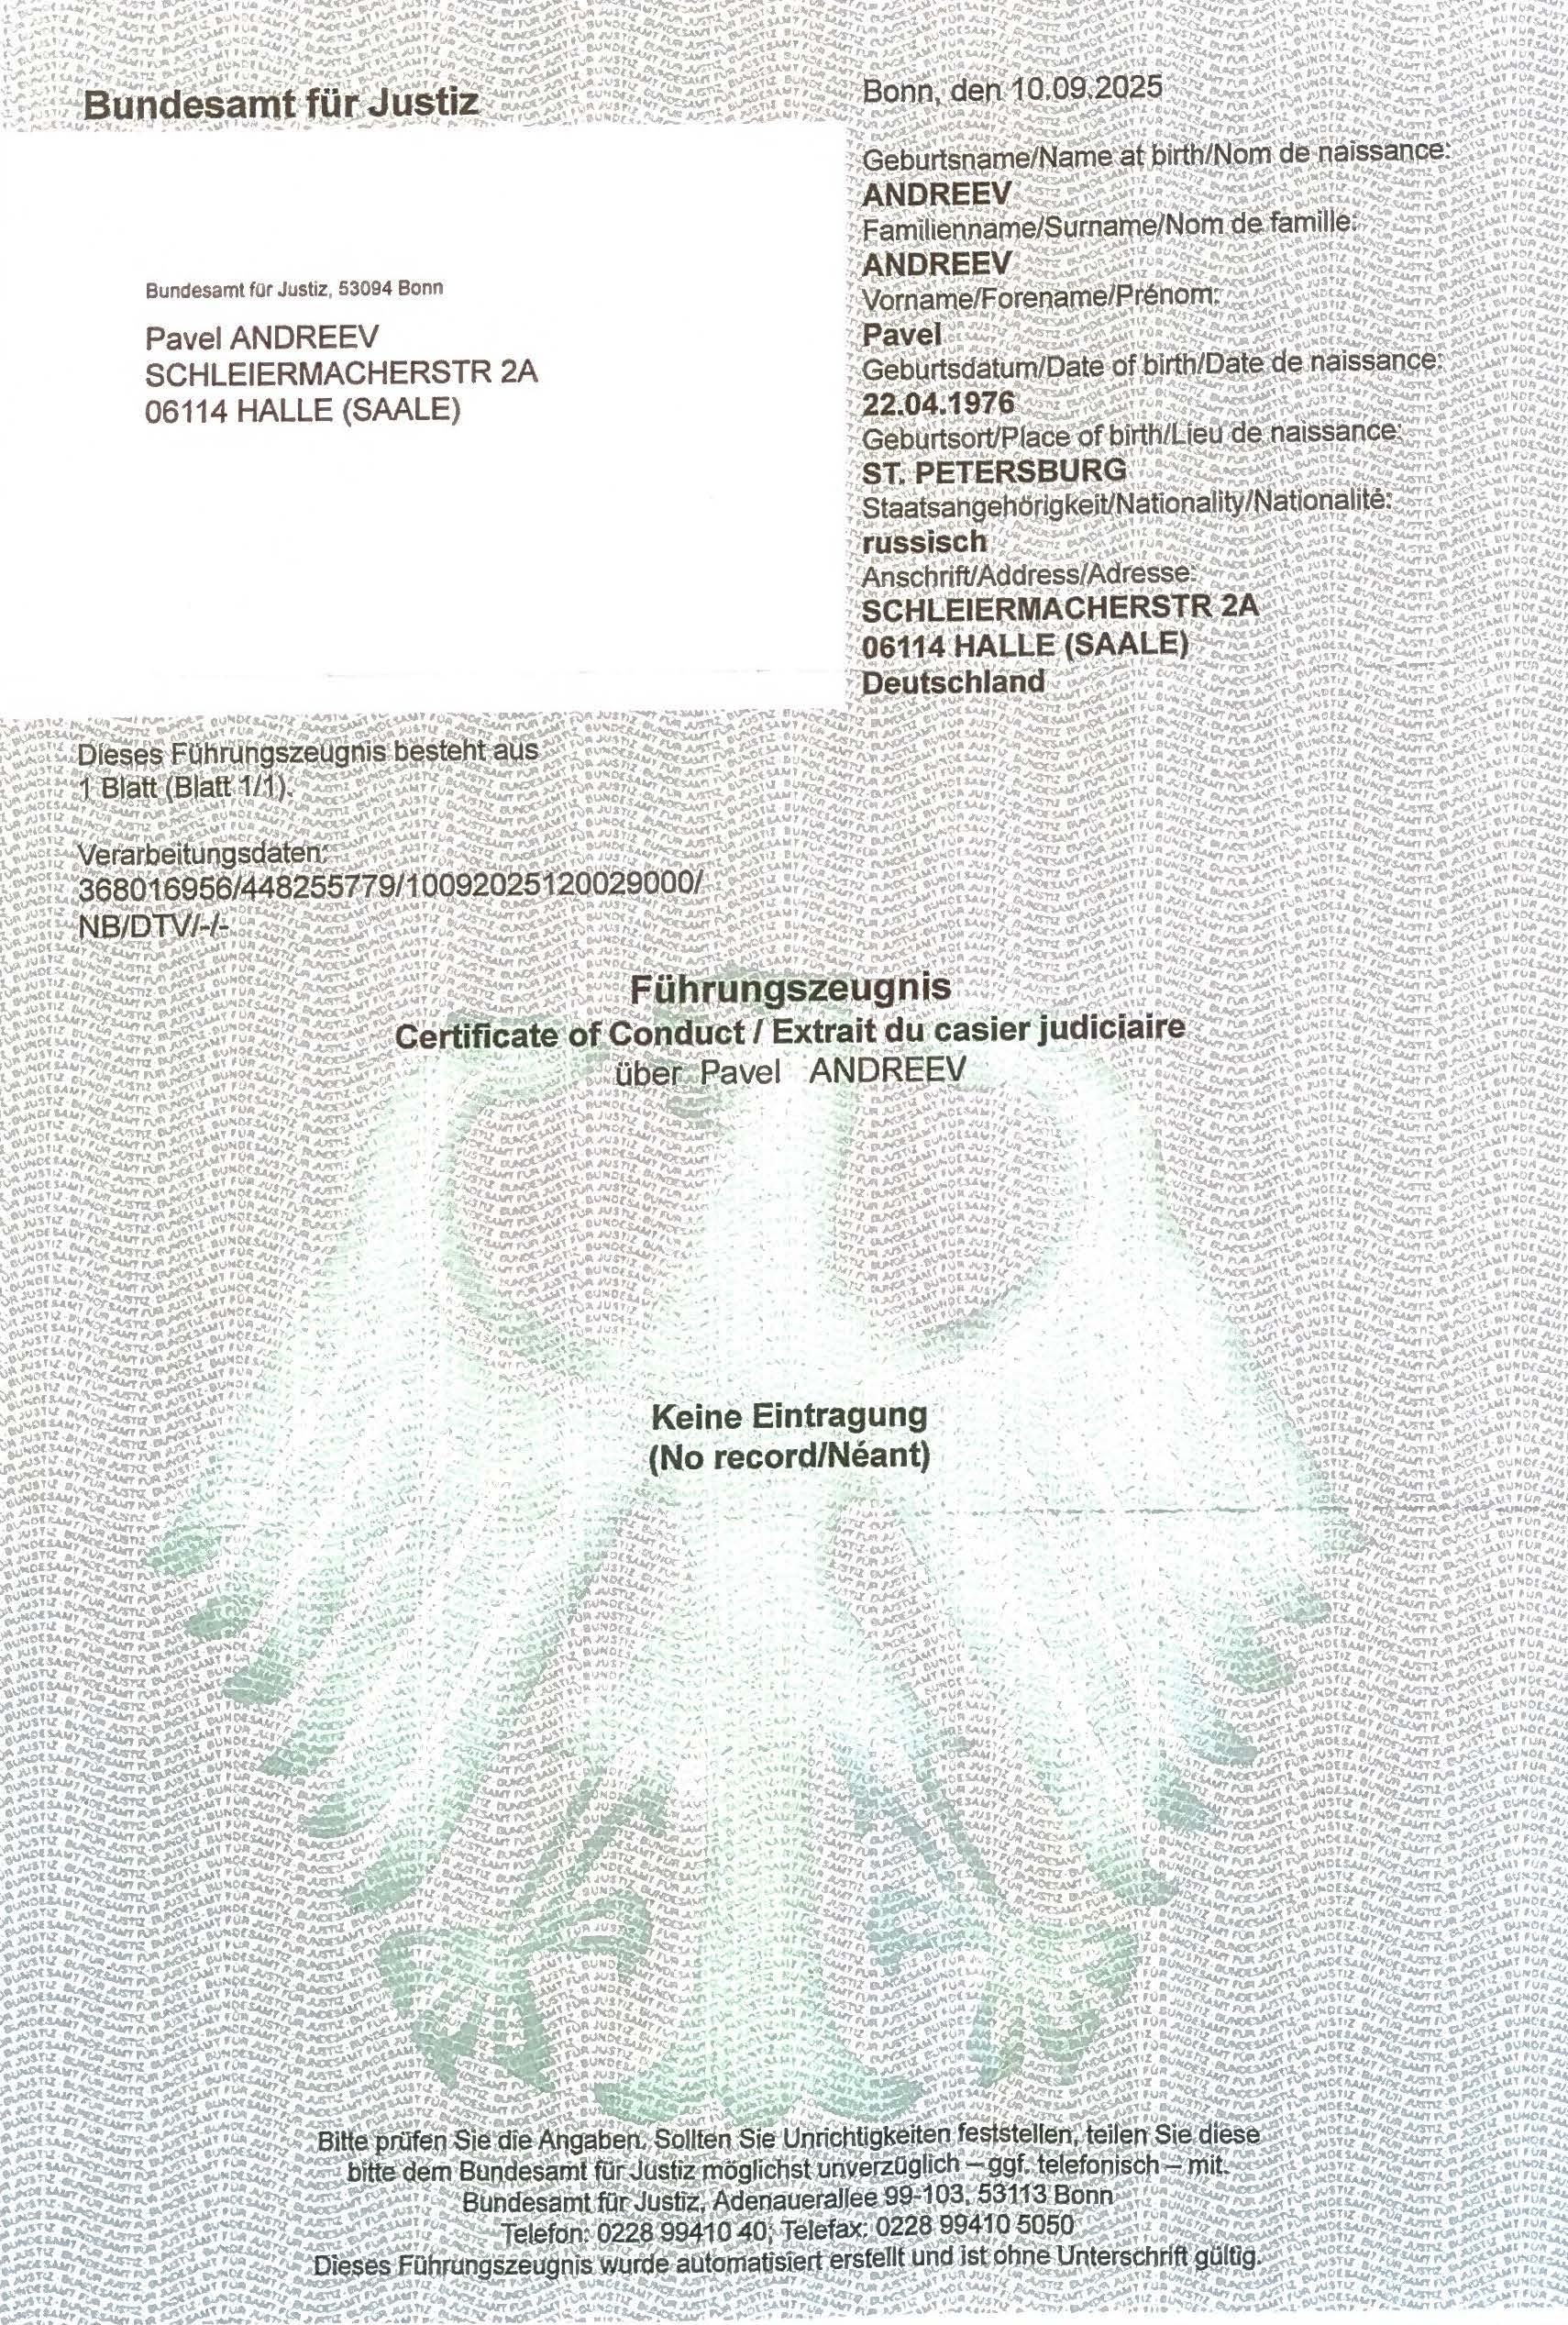 Bundesamt für Justiz
Bundesamt für Justiz, 53094 Bonn
Pavel ANDREEV
SCHLEIERMACHERSTR 2A
06114 HALLE (SAALE)
Bonn, den 10.09.2025
Geburtsname/Name at birth/Nom de naissance:
ANDREEV
Familienname/Surname/Nom de famille:
ANDREEV
Vorname/Forename/Prénom:
Pavel
Geburtsdatum/Date of birth/Date de naissance:
22.04.1976
Geburtsort/Place of birth/Lieu de naissance:
ST. PETERSBURG
Staatsangehörigkeit/Nationality/Nationalité:
russisch
Anschrift/Address/Adresse:
SCHLEIERMACHERSTR 2A
06114 HALLE (SAALE)
Deutschland
Dieses Führungszeugnis besteht aus
1 Blatt (Blatt 1/1).
Verarbeitungsdaten:
368016956/448255779/10092025120029000/
NB/DTV/-/-
Führungszeugnis
Certificate of Conduct / Extrait du casier judiciaire
über Pavel ANDREEV
Keine Eintragung
(No record/Néant)
Bitte prüfen Sie die Angaben. Sollten Sie Unrichtigkeiten feststellen, teilen Sie diese
bitte dem Bundesamt für Justiz möglichst unverzüglich – ggf. telefonisch – mit.
Bundesamt für Justiz, Adenauerallee 99-103, 53113 Bonn
Telefon: 0228 99410 40; Telefax: 0228 99410 5050
Dieses Führungszeugnis wurde automatisiert erstellt und ist ohne Unterschrift gültig.